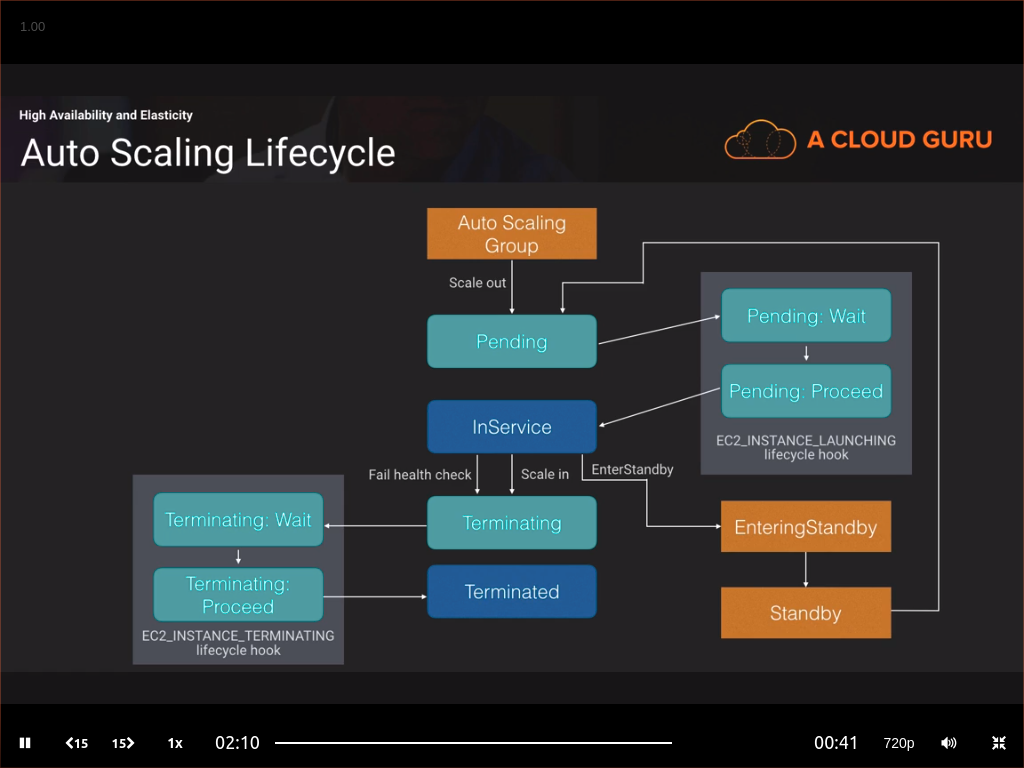 1.00
High Availability and Elasticity
Auto Scaling Lifecycle
A CLOUD GURU
Auto Scaling
Group
Scale out
Pending
Pending: Wait
Pending: Proceed
EC2_INSTANCE_LAUNCHING
lifecycle hook
InService
Fail health check
Scale in
EnterStandby
Terminating: Wait
Terminating
EnteringStandby
Terminating:
Proceed
Terminated
Standby
EC2_INSTANCE_TERMINATING
lifecycle hook
15
15
1x
02:10
00:41
720p